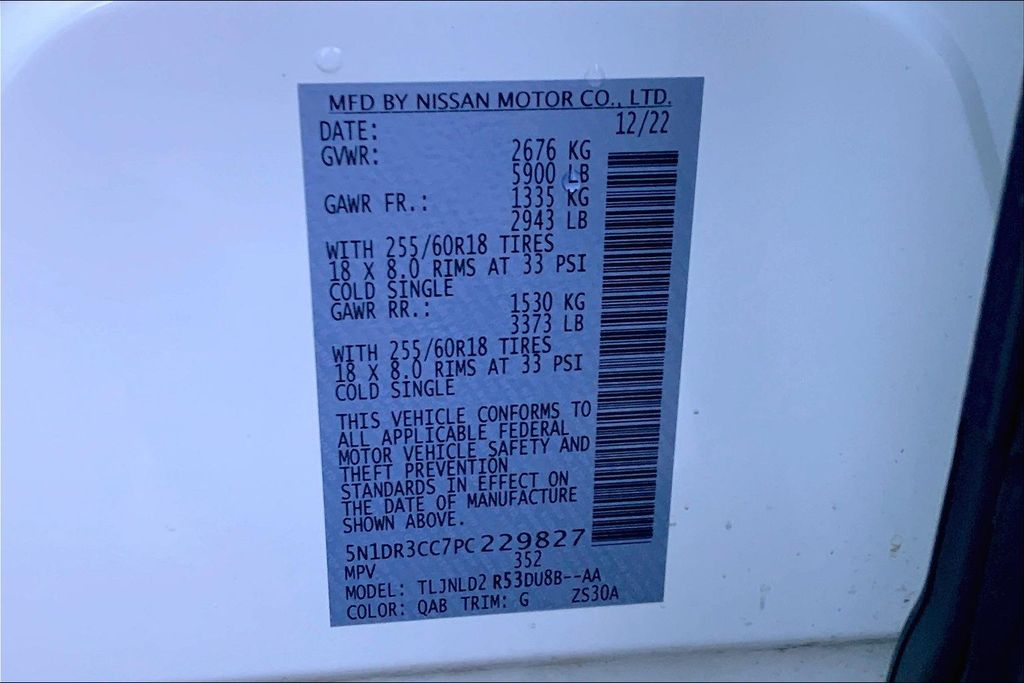 MFD BY NISSAN MOTOR CO., LTD.
DATE: 12/22
GVWR: 2676 KG
5900 LB
GAWR FR.: 1335 KG
2943 LB
WITH 255/60R18 TIRES
18 X 8.0 RIMS AT 33 PSI
COLD SINGLE
GAWR RR.: 1530 KG
3373 LB
WITH 255/60R18 TIRES
18 X 8.0 RIMS AT 33 PSI
COLD SINGLE
THIS VEHICLE CONFORMS TO
ALL APPLICABLE FEDERAL
MOTOR VEHICLE SAFETY AND
THEFT PREVENTION
STANDARDS IN EFFECT ON
THE DATE OF MANUFACTURE
SHOWN ABOVE.
5N1DR3CC7PC229827
MPV 352
MODEL: TLJNLD2 R53DU8B--AA
COLOR: QAB TRIM: G ZS30A